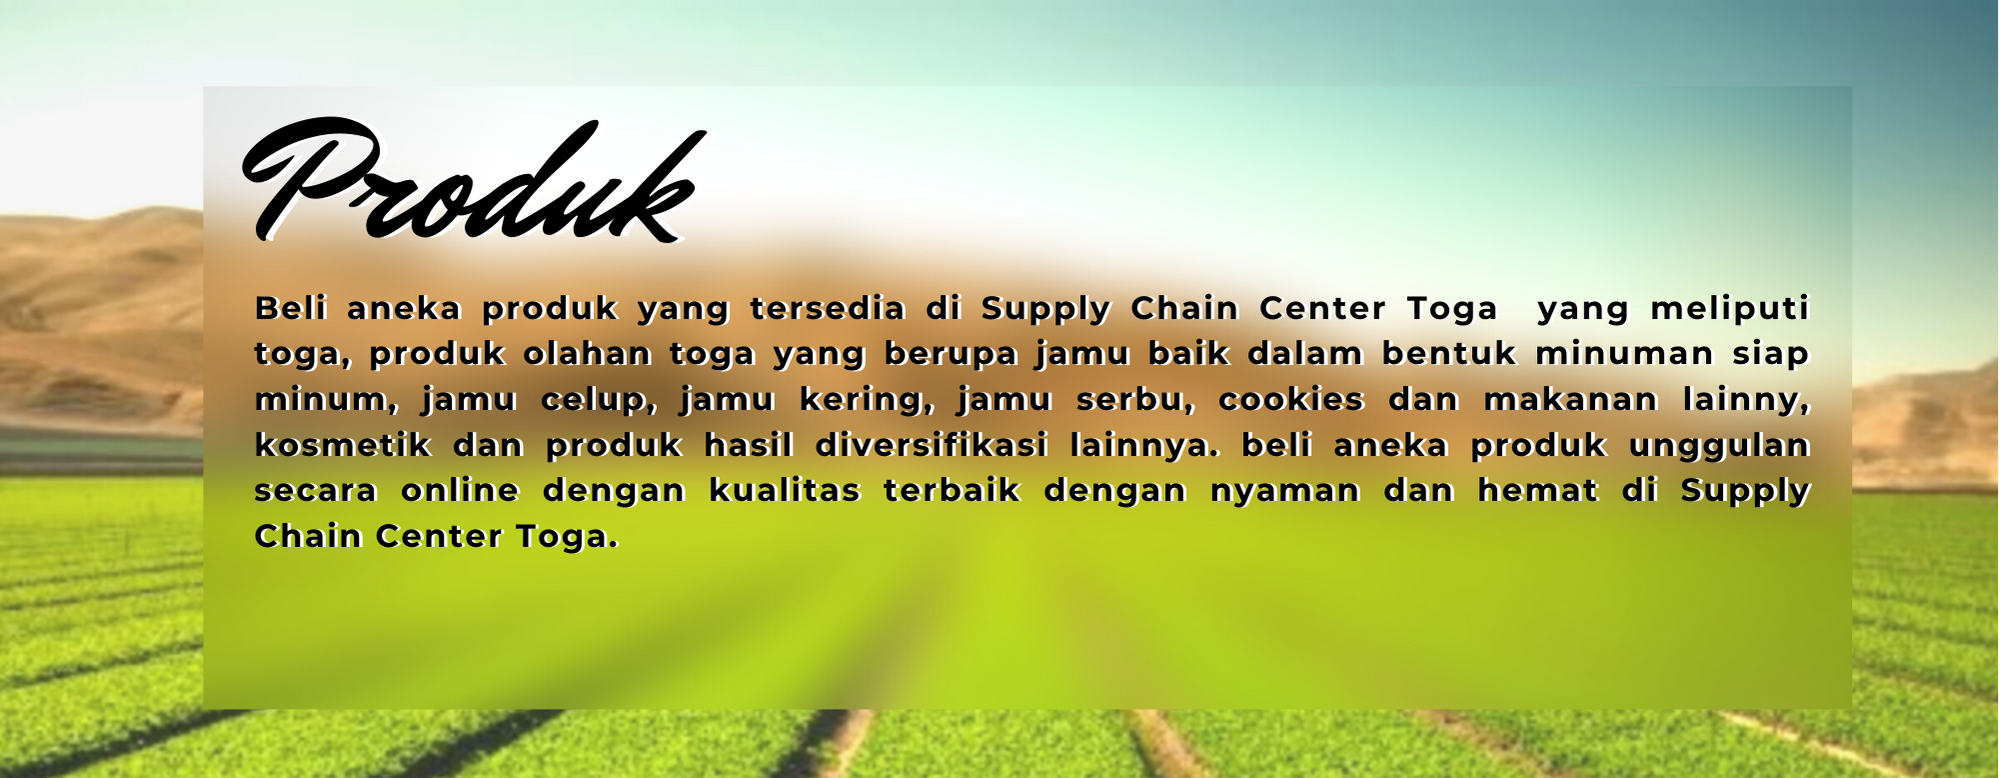 Produk
Beli aneka produk yang tersedia di Supply Chain Center Toga  yang meliputi
toga, produk olahan toga yang berupa jamu baik dalam bentuk minuman siap
minum, jamu celup, jamu kering, jamu serbu, cookies dan makanan lainny,
kosmetik dan produk hasil diversifikasi lainnya. beli aneka produk unggulan
secara online dengan kualitas terbaik dengan nyaman dan hemat di Supply
Chain Center Toga.